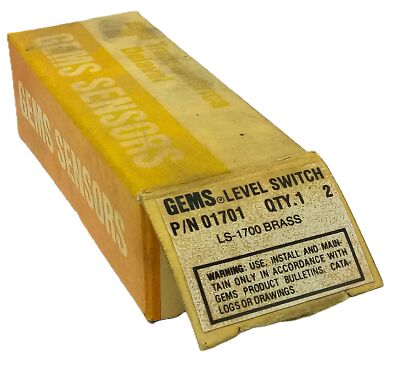 GEMS SENSORS
GEMS SENSORS
GEMS® LEVEL SWITCH
P/N 01701 QTY.1 2
LS-1700 BRASS
WARNING: USE, INSTALL AND MAIN-
TAIN ONLY IN ACCORDANCE WITH
GEMS PRODUCT BULLETINS, CATA-
LOGS OR DRAWINGS.